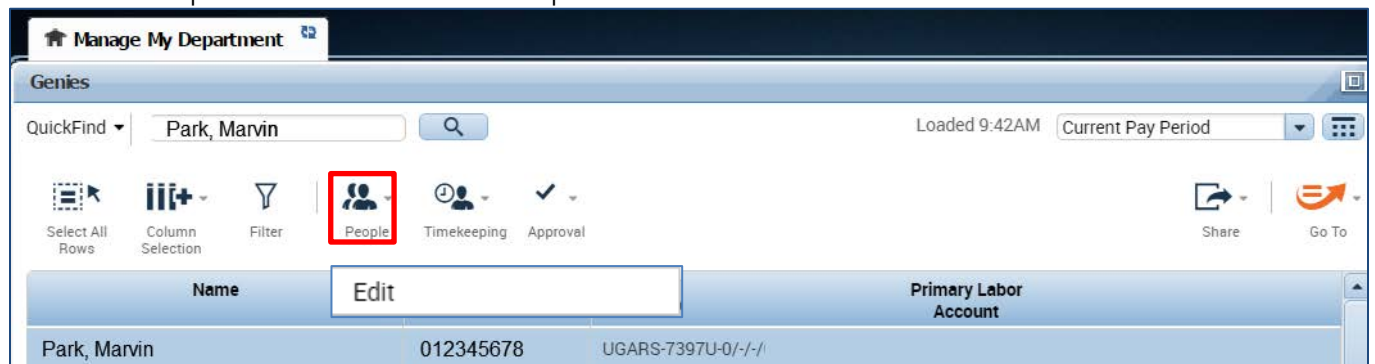 Manage My Department
Genies
QuickFind Park, Marvin Loaded 9:42AM Current Pay Period
Select All Rows Column Selection Filter People Timekeeping Approval Share Go To
Name Edit Primary Labor Account
Park, Marvin 012345678 UGARS-7397U-0/-/-/